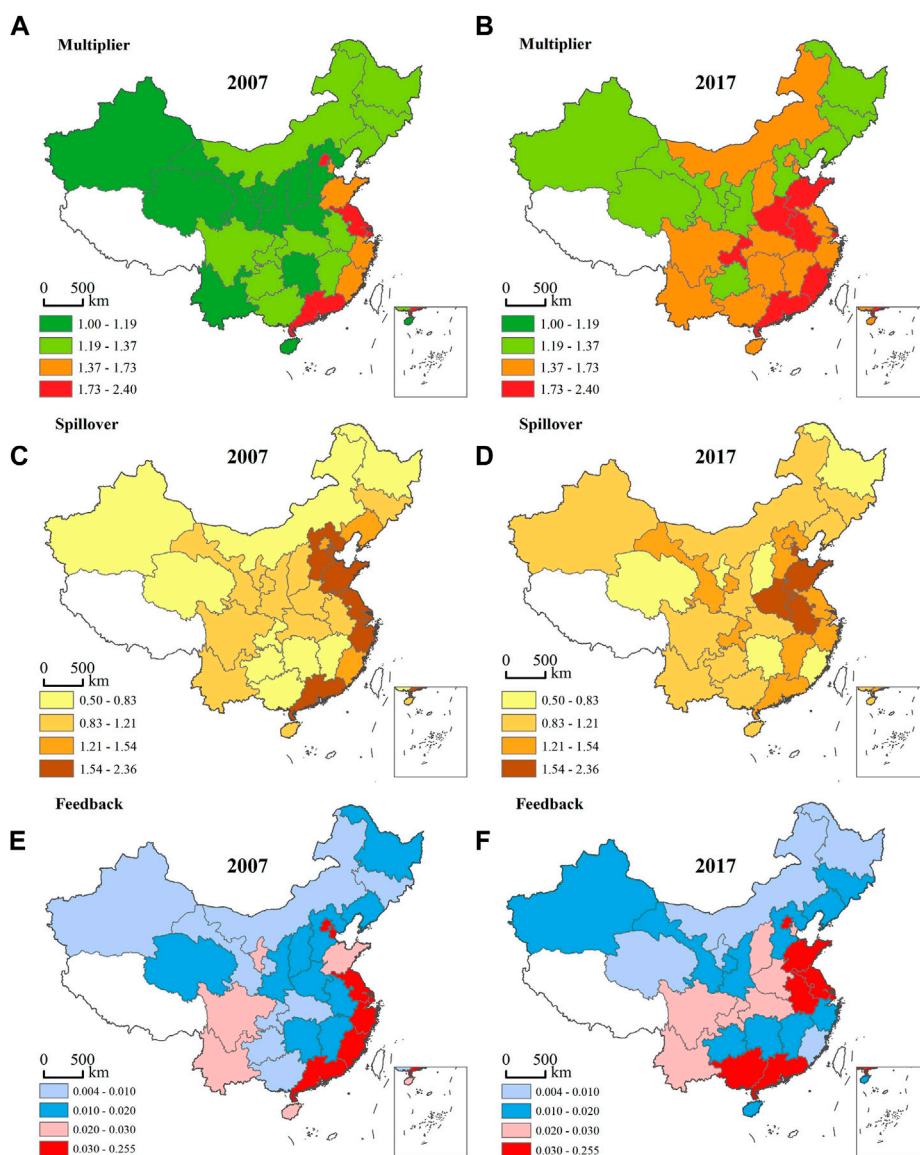 A
Multiplier
2007
0 500
km
1.00 - 1.19
1.19 - 1.37
1.37 - 1.73
1.73 - 2.40
B
Multiplier
2017
0 500
km
1.00 - 1.19
1.19 - 1.37
1.37 - 1.73
1.73 - 2.40
Spillover
C
2007
0 500
km
0.50 - 0.83
0.83 - 1.21
1.21 - 1.54
1.54 - 2.36
Spillover
D
2017
0 500
km
0.50 - 0.83
0.83 - 1.21
1.21 - 1.54
1.54 - 2.36
Feedback
E
2007
0 500
km
0.004 - 0.010
0.010 - 0.020
0.020 - 0.030
0.030 - 0.255
Feedback
F
2017
0 500
km
0.004 - 0.010
0.010 - 0.020
0.020 - 0.030
0.030 - 0.255